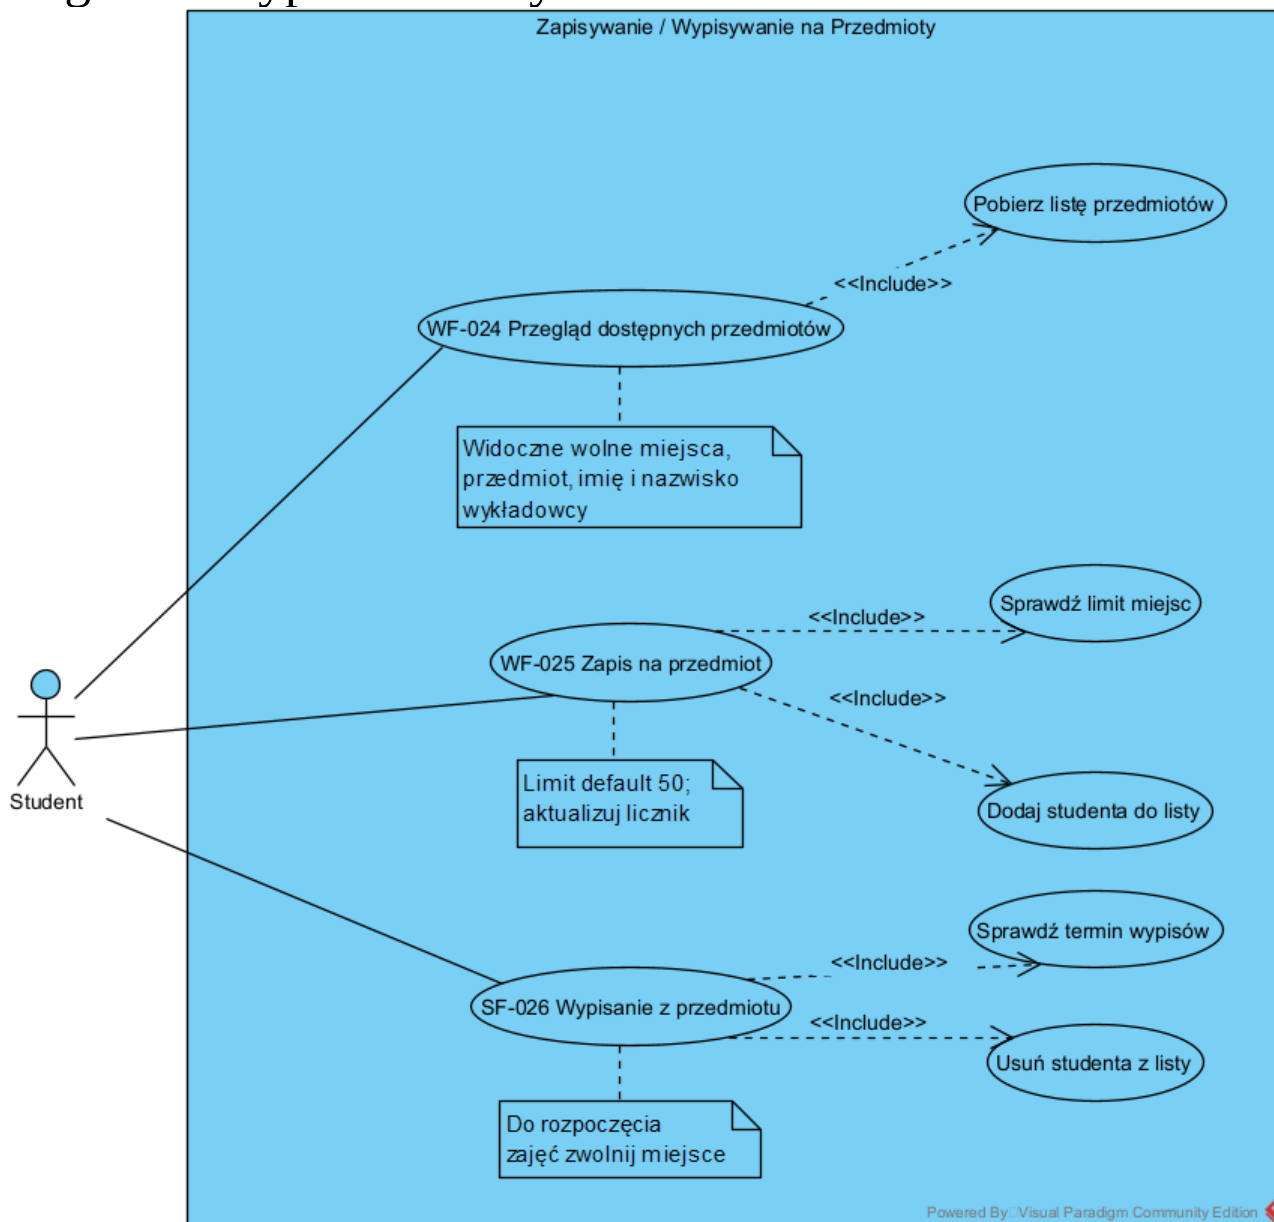 Zapisywanie / Wypisywanie na Przedmioty
Pobierz listę przedmiotów
<<Include>>
WF-024 Przegląd dostępnych przedmiotów
Widoczne wolne miejsca,
przedmiot, imię i nazwisko
wykładowcy
Sprawdź limit miejsc
<<Include>>
WF-025 Zapis na przedmiot
<<Include>>
Limit default 50;
aktualizuj licznik
Dodaj studenta do listy
Student
Sprawdź termin wypisów
<<Include>>
SF-026 Wypisanie z przedmiotu
<<Include>>
Usuń studenta z listy
Do rozpoczęcia
zajęć zwolnij miejsce
Powered By Visual Paradigm Community Edition